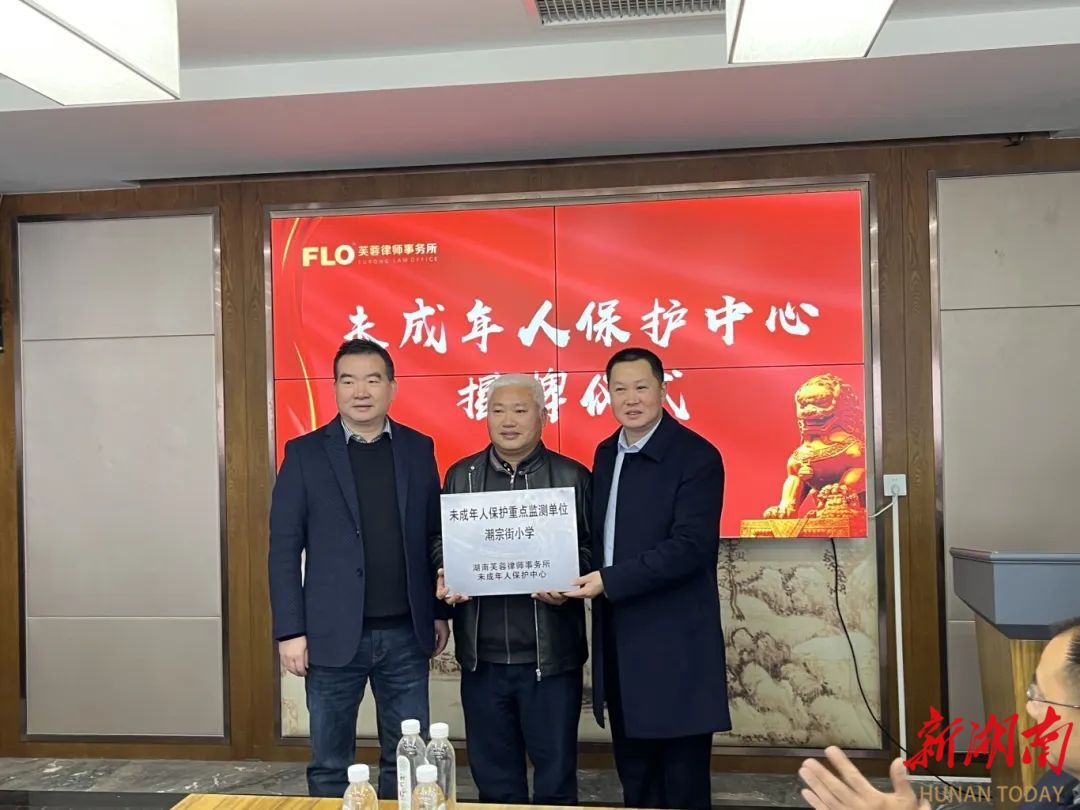 FLO 芙蓉律师事务所
FURONG LAW OFFICE
未成年人保护中心
揭牌仪式
未成年人保护重点监测单位
潮宗街小学
湖南芙蓉律师事务所
未成年人保护中心
新湖南
HUNAN TODAY